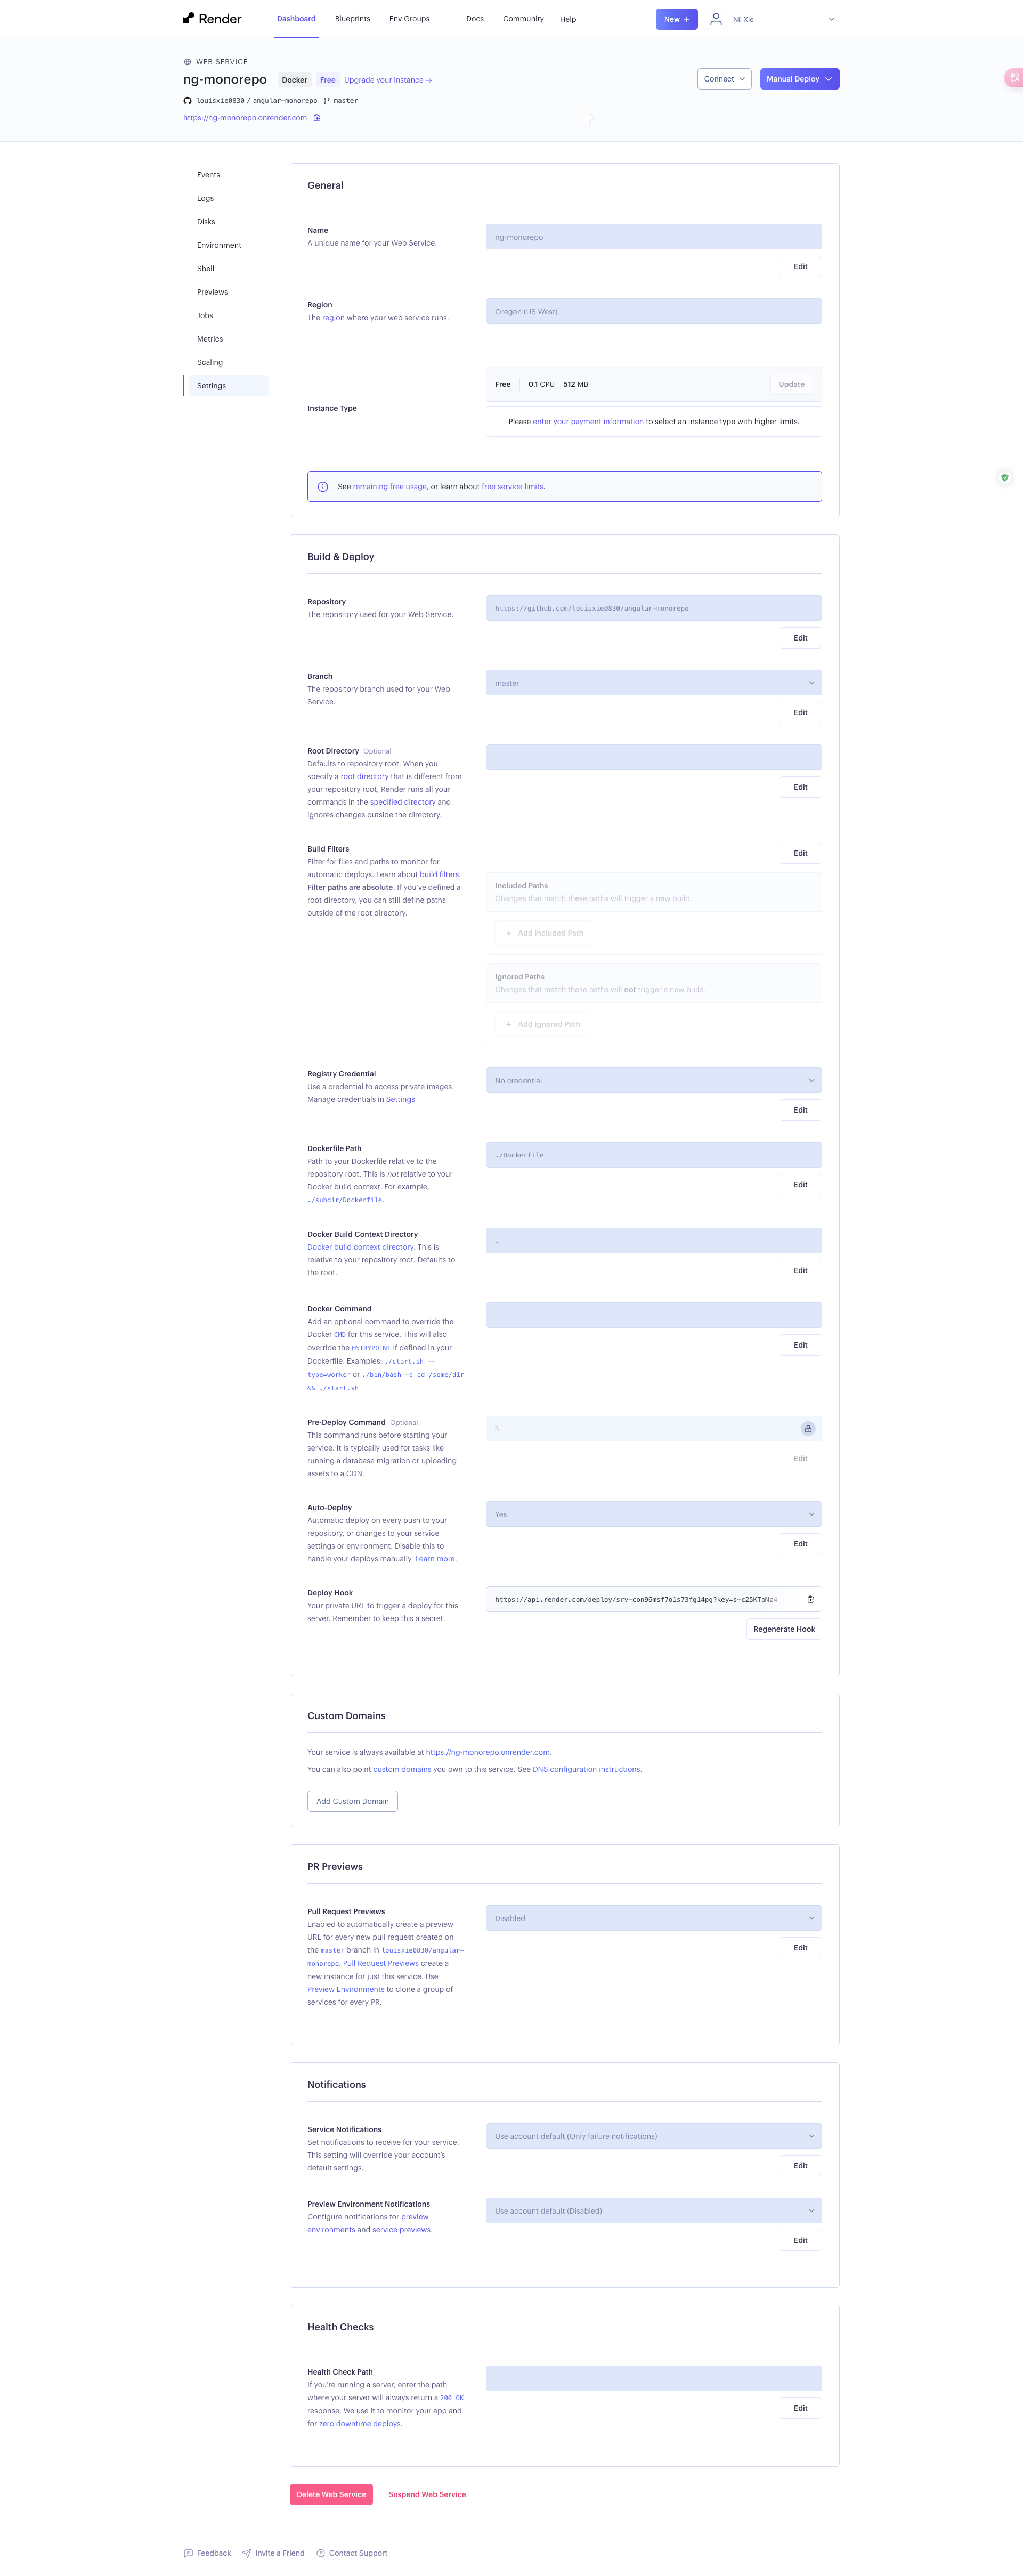 Render
Dashboard
Blueprints
Env Groups
Docs
Community
Help
New +
Nil Xie
WEB SERVICE
ng-monorepo Docker Free Upgrade your instance →
louisxie0830 / angular-monorepo master
https://ng-monorepo.onrender.com
Connect
Manual Deploy
Events
Logs
Disks
Environment
Shell
Previews
Jobs
Metrics
Scaling
Settings
General
Name
A unique name for your Web Service.
ng-monorepo
Edit
Region
The region where your web service runs.
Oregon (US West)
Instance Type
Free 0.1 CPU 512 MB
Update
Please enter your payment information to select an instance type with higher limits.
See remaining free usage, or learn about free service limits.
Build & Deploy
Repository
The repository used for your Web Service.
https://github.com/louisxie0830/angular-monorepo
Edit
Branch
The repository branch used for your Web
Service.
master
Edit
Root Directory Optional
Defaults to repository root. When you
specify a root directory that is different from
your repository root, Render runs all your
commands in the specified directory and
ignores changes outside the directory.
Edit
Build Filters
Filter for files and paths to monitor for
automatic deploys. Learn about build filters.
Filter paths are absolute. If you've defined a
root directory, you can still define paths
outside of the root directory.
Edit
Included Paths
Changes that match these paths will trigger a new build.
+ Add Included Path
Ignored Paths
Changes that match these paths will not trigger a new build.
+ Add Ignored Path
Registry Credential
Use a credential to access private images.
Manage credentials in Settings
No credential
Edit
Dockerfile Path
Path to your Dockerfile relative to the
repository root. This is not relative to your
Docker build context. For example,
./subdir/Dockerfile.
./Dockerfile
Edit
Docker Build Context Directory
Docker build context directory. This is
relative to your repository root. Defaults to
the root.
.
Edit
Docker Command
Add an optional command to override the
Docker CMD for this service. This will also
override the ENTRYPOINT if defined in your
Dockerfile. Examples: ./start.sh --
type=worker or ./bin/bash -c cd /some/dir
&& ./start.sh
Edit
Pre-Deploy Command Optional
This command runs before starting your
service. It is typically used for tasks like
running a database migration or uploading
assets to a CDN.
$
Edit
Auto-Deploy
Automatic deploy on every push to your
repository, or changes to your service
settings or environment. Disable this to
handle your deploys manually. Learn more.
Yes
Edit
Deploy Hook
Your private URL to trigger a deploy for this
server. Remember to keep this a secret.
https://api.render.com/deploy/srv-con96msf7o1s73fg14pg?key=s-c25KTaNz4
Regenerate Hook
Custom Domains
Your service is always available at https://ng-monorepo.onrender.com.
You can also point custom domains you own to this service. See DNS configuration instructions.
Add Custom Domain
PR Previews
Pull Request Previews
Enabled to automatically create a preview
URL for every new pull request created on
the master branch in louisxie0830/angular-
monorepo. Pull Request Previews create a
new instance for just this service. Use
Preview Environments to clone a group of
services for every PR.
Disabled
Edit
Notifications
Service Notifications
Set notifications to receive for your service.
This setting will override your account's
default settings.
Use account default (Only failure notifications)
Edit
Preview Environment Notifications
Configure notifications for preview
environments and service previews.
Use account default (Disabled)
Edit
Health Checks
Health Check Path
If you're running a server, enter the path
where your server will always return a 200 OK
response. We use it to monitor your app and
for zero downtime deploys.
Edit
Delete Web Service
Suspend Web Service
Feedback
Invite a Friend
Contact Support